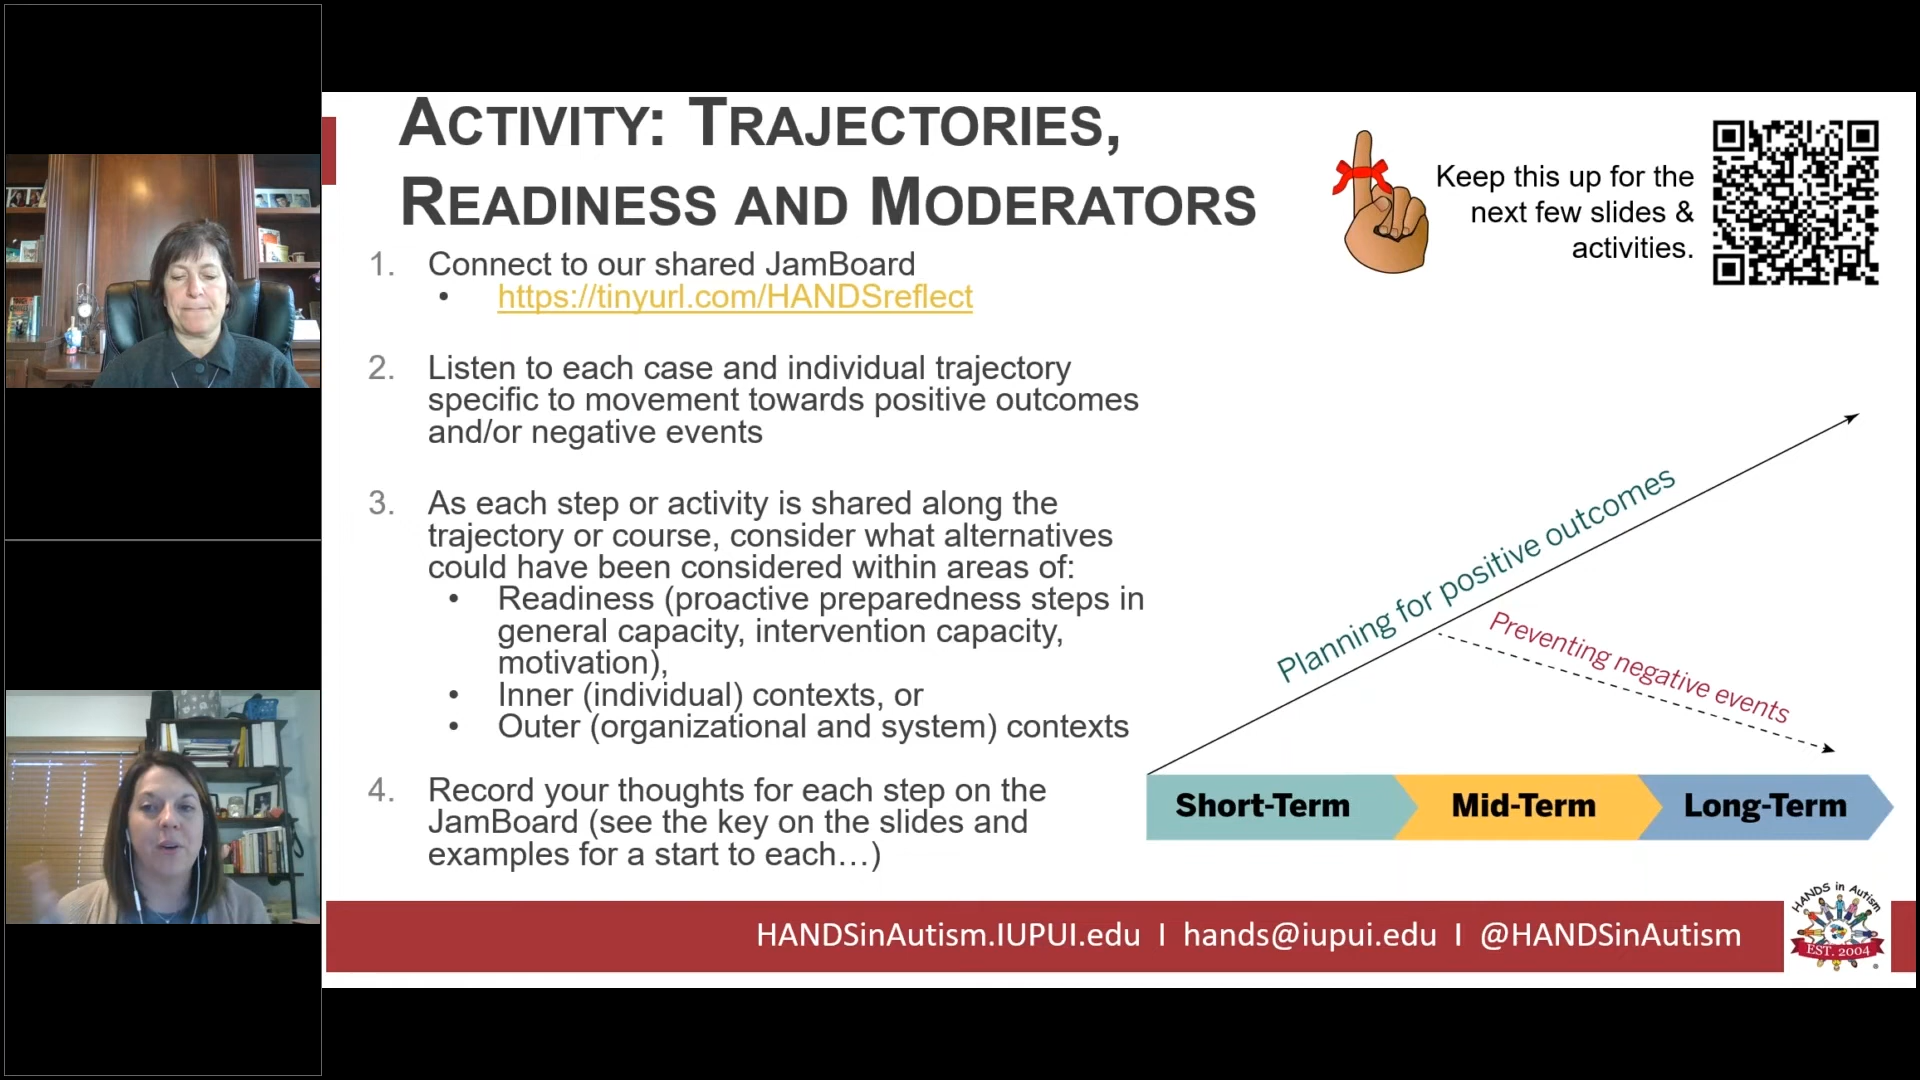 ACTIVITY: TRAJECTORIES,
READINESS AND MODERATORS
Keep this up for the
next few slides &
activities.
1. Connect to our shared JamBoard
• https://tinyurl.com/HANDSreflect
2. Listen to each case and individual trajectory
specific to movement towards positive outcomes
and/or negative events
3. As each step or activity is shared along the
trajectory or course, consider what alternatives
could have been considered within areas of:
• Readiness (proactive preparedness steps in
general capacity, intervention capacity,
motivation),
• Inner (individual) contexts, or
• Outer (organizational and system) contexts
4. Record your thoughts for each step on the
JamBoard (see the key on the slides and
examples for a start to each…)
Planning for positive outcomes
Preventing negative events
Short-Term
Mid-Term
Long-Term
HANDSinAutism.IUPUI.edu I hands@iupui.edu I @HANDSinAutism
HANDS in Autism
EST. 2004
®